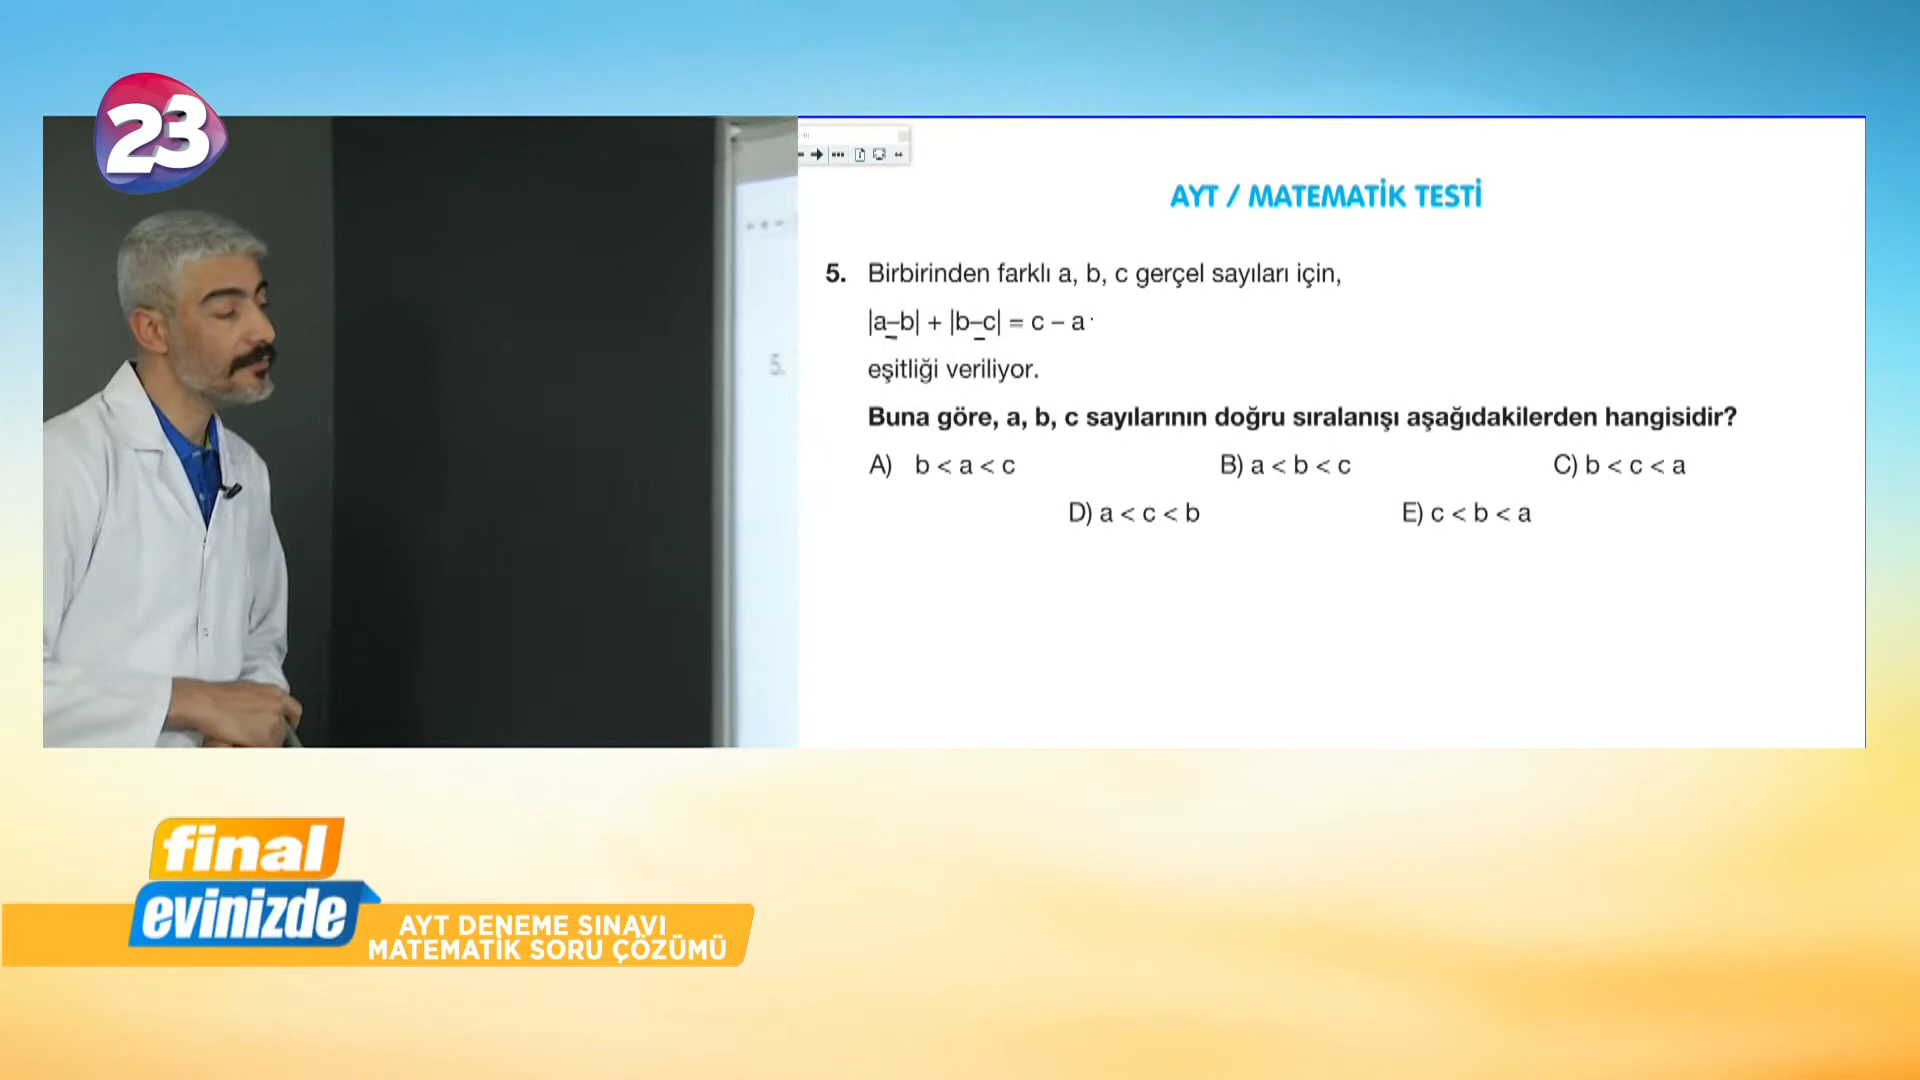 23
AYT / MATEMATİK TESTİ
5. Birbirinden farklı a, b, c gerçel sayıları için,
|a–b| + |b–c| = c – a
eşitliği veriliyor.
Buna göre, a, b, c sayılarının doğru sıralanışı aşağıdakilerden hangisidir?
A) b < a < c B) a < b < c C) b < c < a
D) a < c < b E) c < b < a
5.
final
evinizde
AYT DENEME SINAVI
MATEMATİK SORU ÇÖZÜMÜ